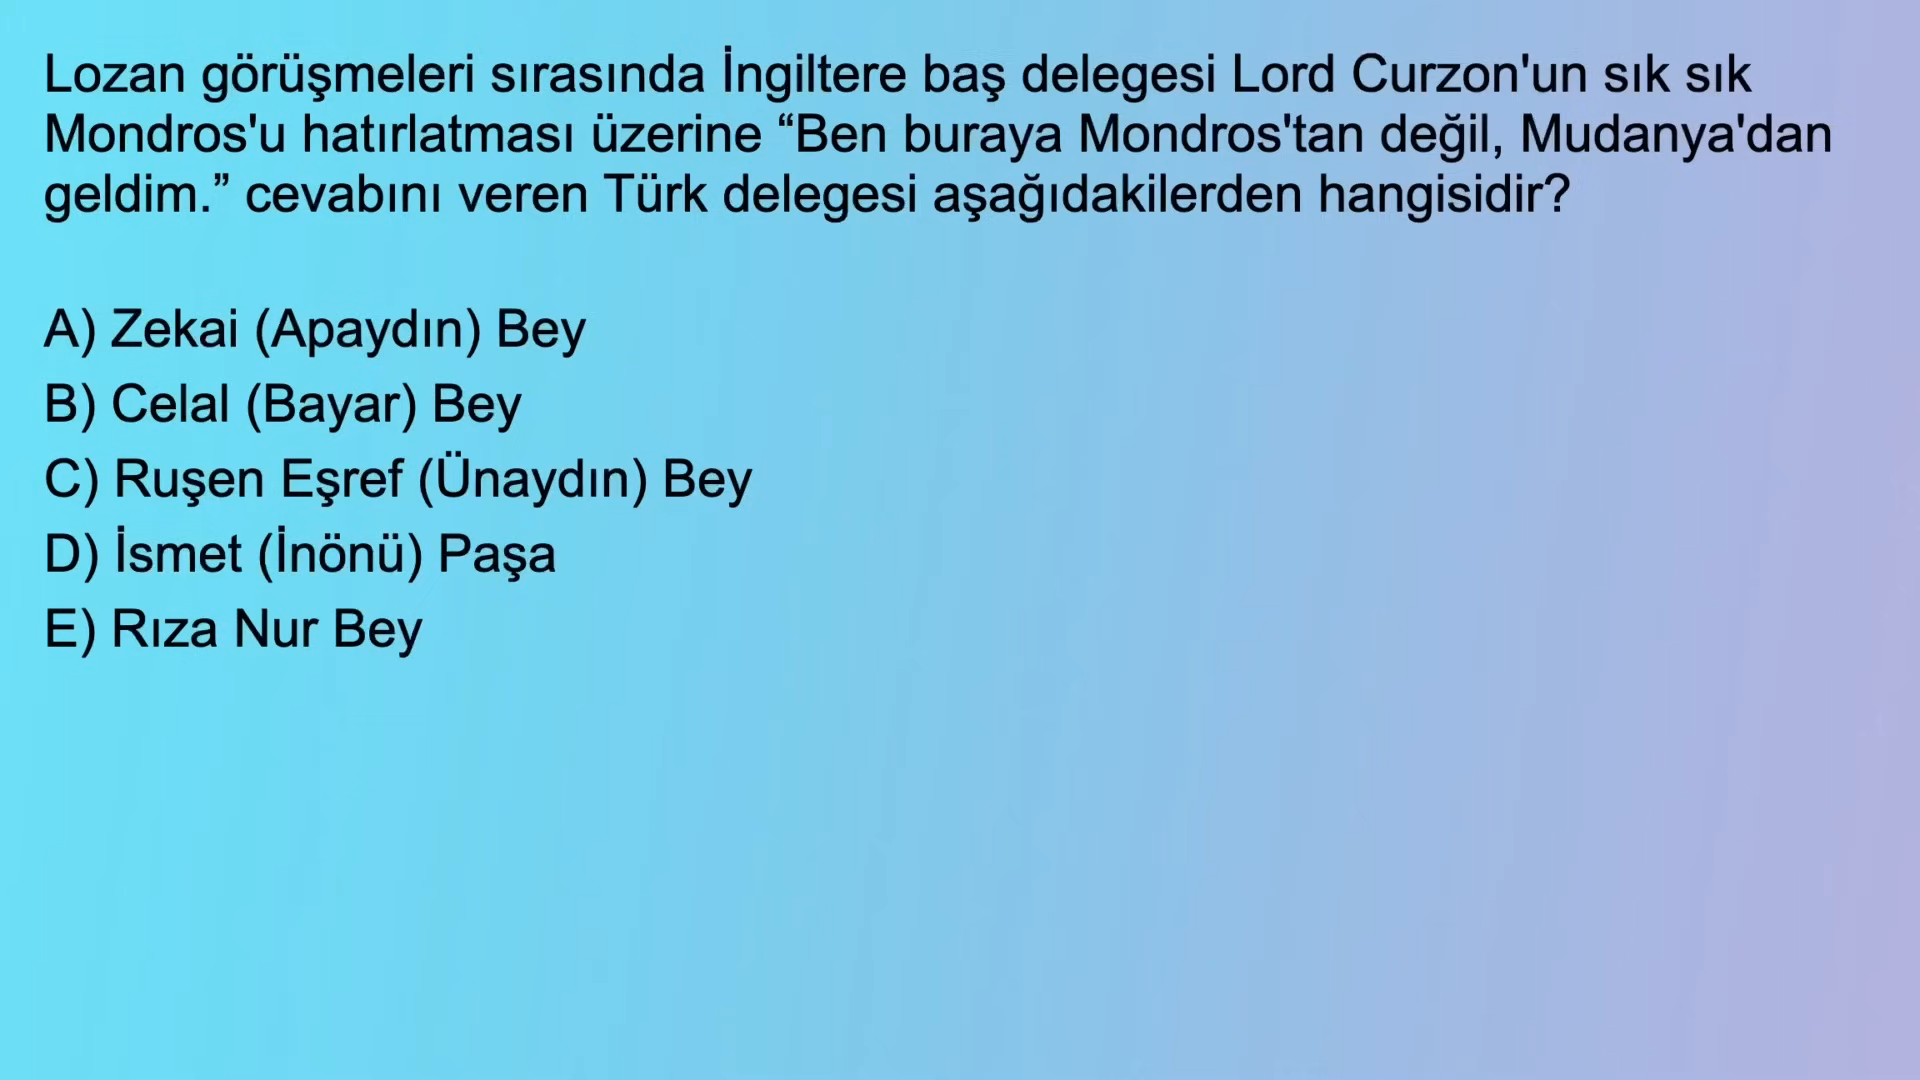 Lozan görüşmeleri sırasında İngiltere baş delegesi Lord Curzon'un sık sık
Mondros'u hatırlatması üzerine “Ben buraya Mondros'tan değil, Mudanya'dan
geldim.” cevabını veren Türk delegesi aşağıdakilerden hangisidir?
A) Zekai (Apaydın) Bey
B) Celal (Bayar) Bey
C) Ruşen Eşref (Ünaydın) Bey
D) İsmet (İnönü) Paşa
E) Rıza Nur Bey